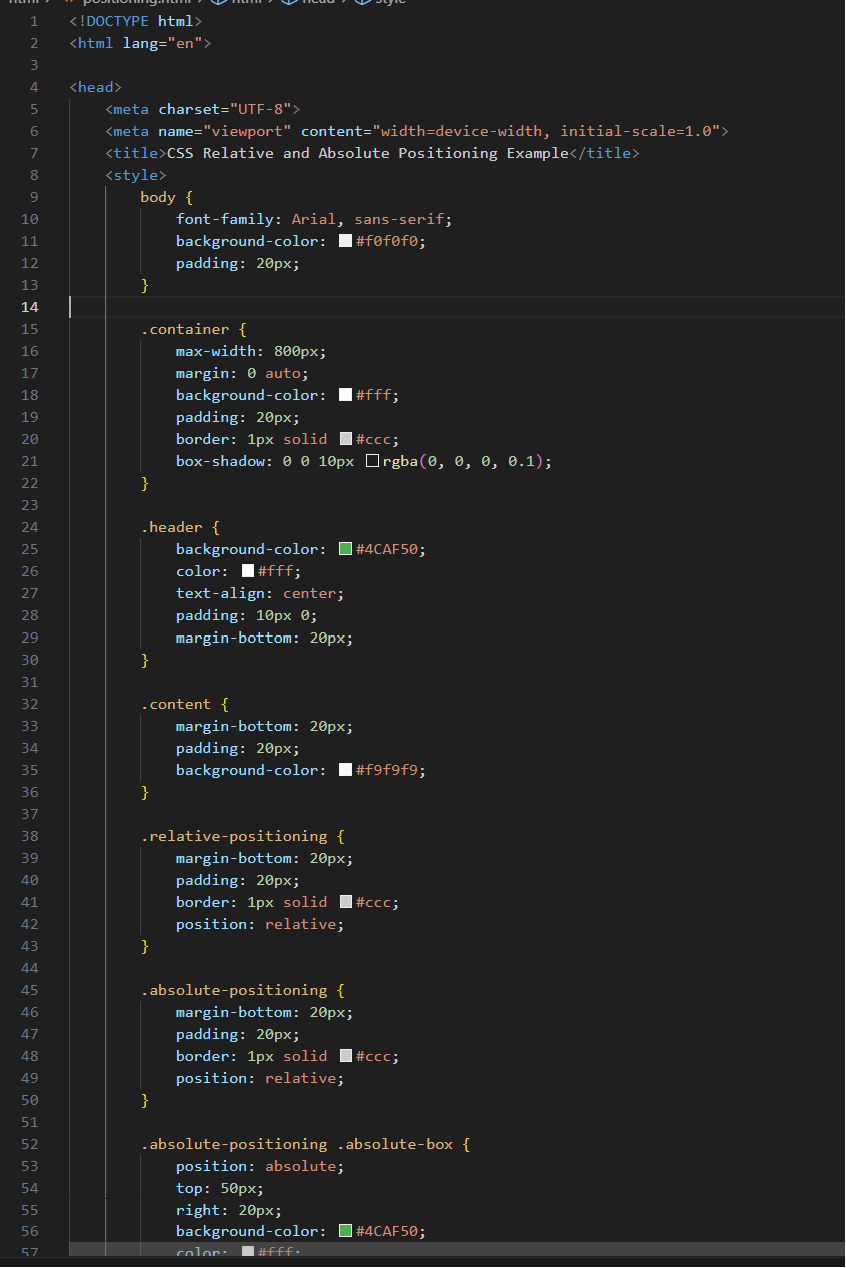 html > positioning.html > html > head > style
1 <!DOCTYPE html>
2 <html lang="en">
3
4 <head>
5 <meta charset="UTF-8">
6 <meta name="viewport" content="width=device-width, initial-scale=1.0">
7 <title>CSS Relative and Absolute Positioning Example</title>
8 <style>
9 body {
10 font-family: Arial, sans-serif;
11 background-color: #f0f0f0;
12 padding: 20px;
13 }
14
15 .container {
16 max-width: 800px;
17 margin: 0 auto;
18 background-color: #fff;
19 padding: 20px;
20 border: 1px solid #ccc;
21 box-shadow: 0 0 10px rgba(0, 0, 0, 0.1);
22 }
23
24 .header {
25 background-color: #4CAF50;
26 color: #fff;
27 text-align: center;
28 padding: 10px 0;
29 margin-bottom: 20px;
30 }
31
32 .content {
33 margin-bottom: 20px;
34 padding: 20px;
35 background-color: #f9f9f9;
36 }
37
38 .relative-positioning {
39 margin-bottom: 20px;
40 padding: 20px;
41 border: 1px solid #ccc;
42 position: relative;
43 }
44
45 .absolute-positioning {
46 margin-bottom: 20px;
47 padding: 20px;
48 border: 1px solid #ccc;
49 position: relative;
50 }
51
52 .absolute-positioning .absolute-box {
53 position: absolute;
54 top: 50px;
55 right: 20px;
56 background-color: #4CAF50;
57 color: #fff;